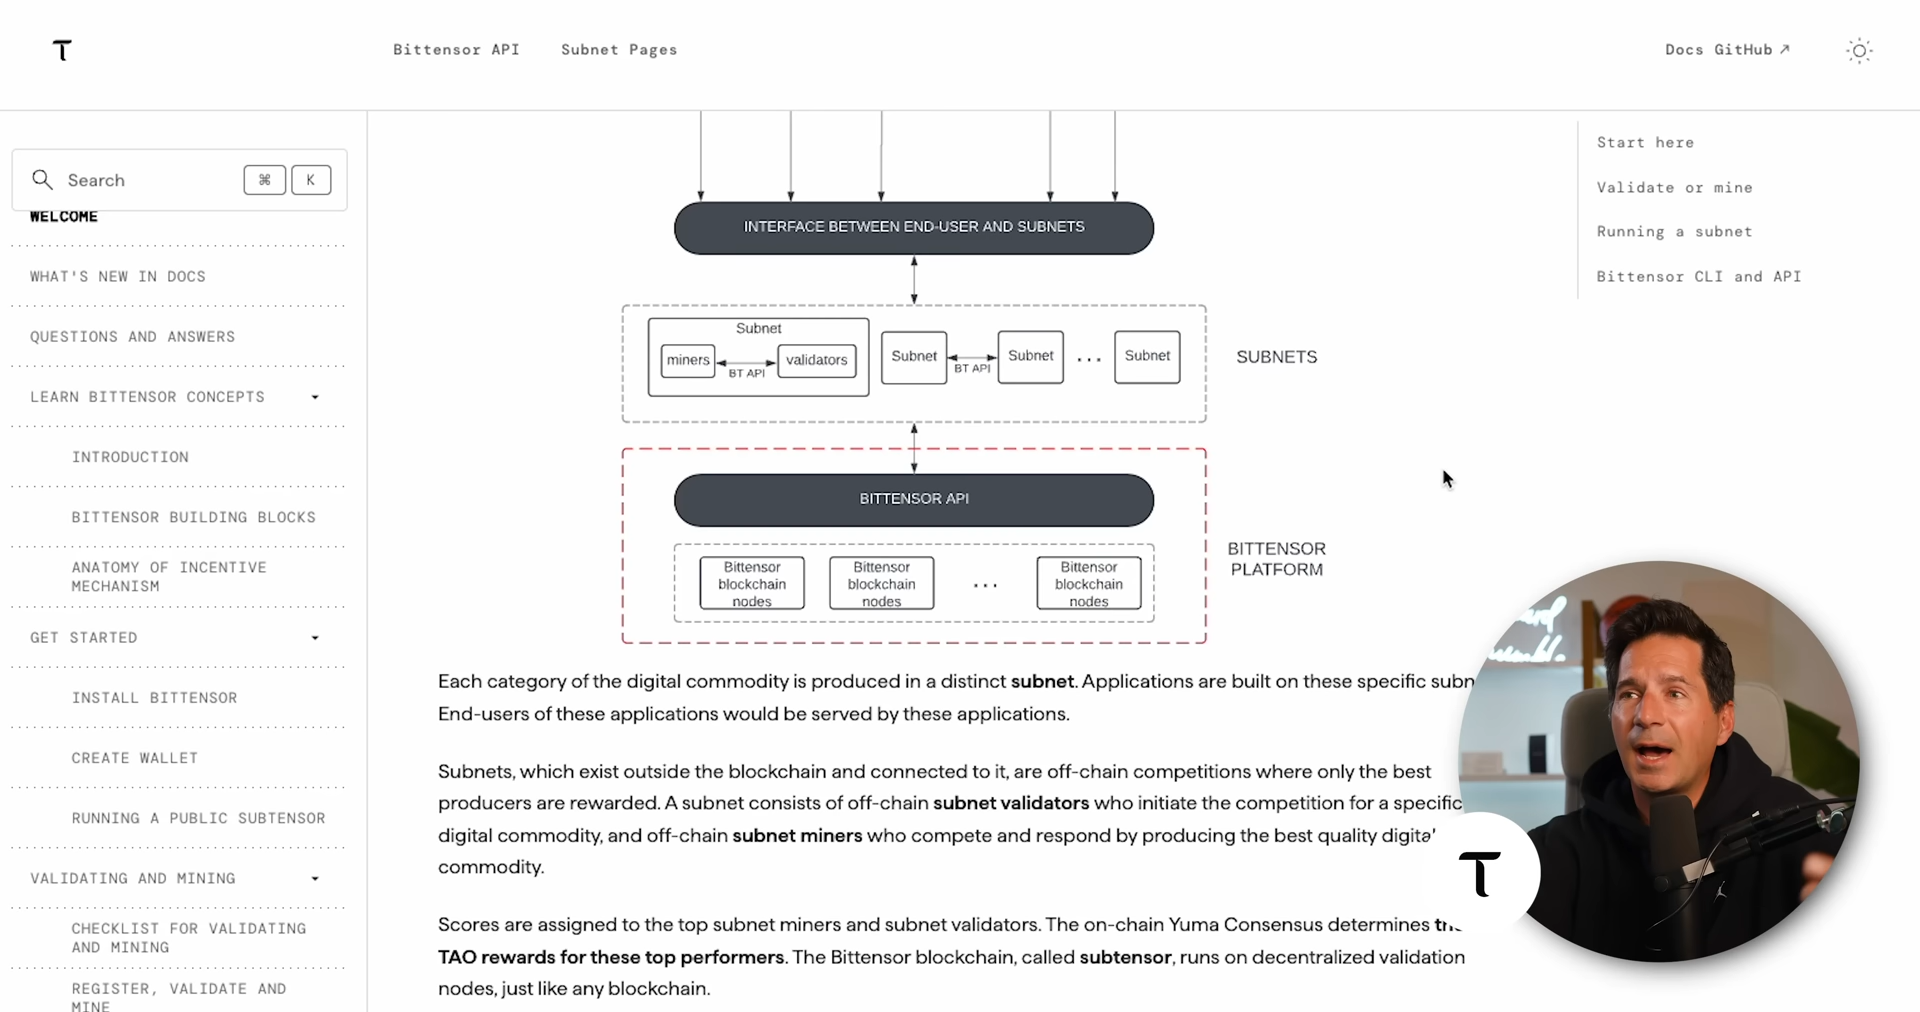 Bittensor API
Subnet Pages
Docs GitHub
Search
⌘
K
WELCOME
WHAT'S NEW IN DOCS
QUESTIONS AND ANSWERS
LEARN BITTENSOR CONCEPTS
INTRODUCTION
BITTENSOR BUILDING BLOCKS
ANATOMY OF INCENTIVE
MECHANISM
GET STARTED
INSTALL BITTENSOR
CREATE WALLET
RUNNING A PUBLIC SUBTENSOR
VALIDATING AND MINING
CHECKLIST FOR VALIDATING
AND MINING
REGISTER, VALIDATE AND
MINE
INTERFACE BETWEEN END-USER AND SUBNETS
Subnet
miners
BT API
validators
Subnet
BT API
Subnet
...
Subnet
SUBNETS
BITTENSOR API
Bittensor
blockchain
nodes
Bittensor
blockchain
nodes
...
Bittensor
blockchain
nodes
BITTENSOR
PLATFORM
Each category of the digital commodity is produced in a distinct subnet. Applications are built on these specific
End-users of these applications would be served by these applications.
Subnets, which exist outside the blockchain and connected to it, are off-chain competitions where only the best
producers are rewarded. A subnet consists of off-chain subnet validators who initiate the competition for a specific
digital commodity, and off-chain subnet miners who compete and respond by producing the best quality digita
commodity.
Scores are assigned to the top subnet miners and subnet validators. The on-chain Yuma Consensus determines
TAO rewards for these top performers. The Bittensor blockchain, called subtensor, runs on decentralized validation
nodes, just like any blockchain.
Start here
Validate or mine
Running a subnet
Bittensor CLI and API